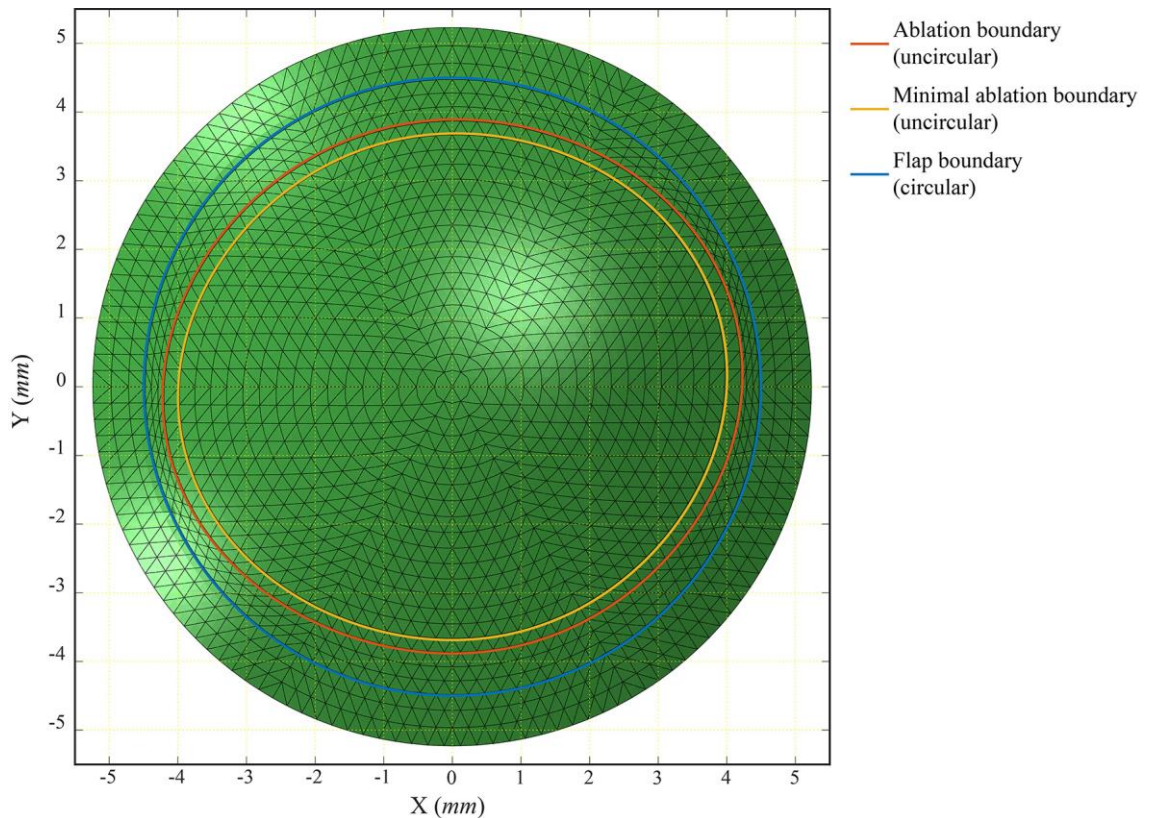 5
4
3
2
1
0
-1
-2
-3
-4
-5
Y (mm)
-5 -4 -3 -2 -1 0 1 2 3 4 5
X (mm)
Ablation boundary
(uncircular)
Minimal ablation boundary
(uncircular)
Flap boundary
(circular)